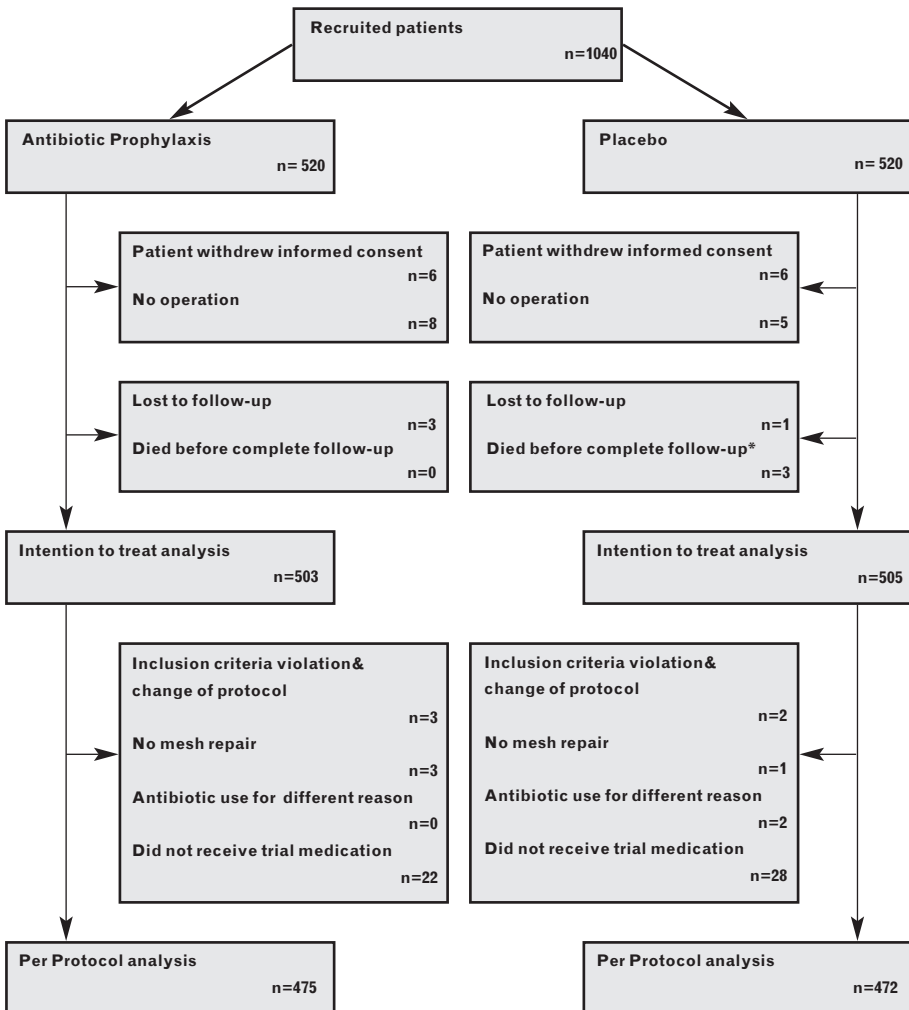 Recruited patients
n=1040
Antibiotic Prophylaxis
n= 520
Placebo
n= 520
Patient withdrew informed consent
n=6
No operation
n=8
Patient withdrew informed consent
n=6
No operation
n=5
Lost to follow-up
n=3
Died before complete follow-up
n=0
Lost to follow-up
n=1
Died before complete follow-up*
n=3
Intention to treat analysis
n=503
Intention to treat analysis
n=505
Inclusion criteria violation&
change of protocol
n=3
No mesh repair
n=3
Antibiotic use for different reason
n=0
Did not receive trial medication
n=22
Inclusion criteria violation&
change of protocol
n=2
No mesh repair
n=1
Antibiotic use for different reason
n=2
Did not receive trial medication
n=28
Per Protocol analysis
n=475
Per Protocol analysis
n=472